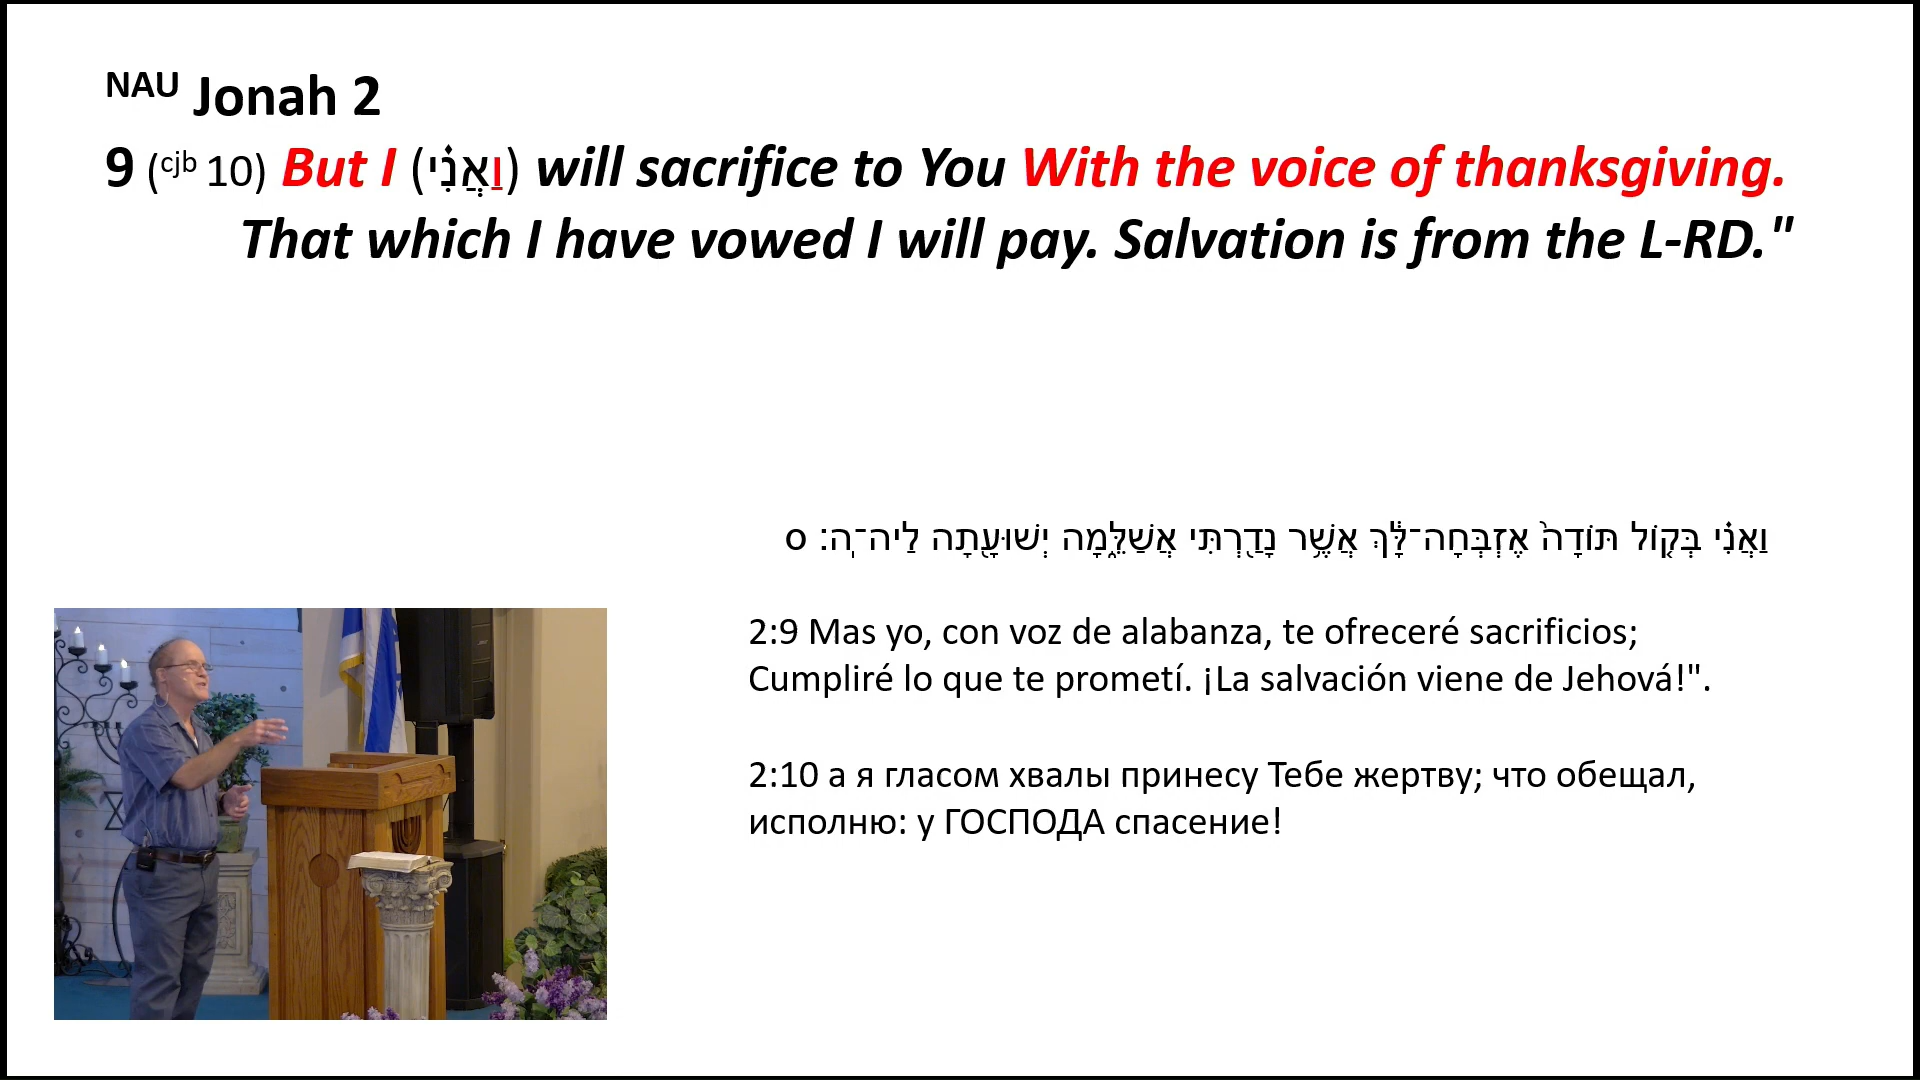 NAU Jonah 2
9 (cjb 10) But I (וַאֲנִ֗י) will sacrifice to You With the voice of thanksgiving.
That which I have vowed I will pay. Salvation is from the L-RD."
וַאֲנִ֗י בְּק֤וֹל תּוֹדָה֙ אֶזְבְּחָה־לָּ֔ךְ אֲשֶׁ֥ר נָדַ֖רְתִּי אֲשַׁלֵּ֑מָה יְשׁוּעָ֖תָה לַיה־ֽה׃ o
2:9 Mas yo, con voz de alabanza, te ofreceré sacrificios;
Cumpliré lo que te prometí. ¡La salvación viene de Jehová!".
2:10 а я гласом хвалы принесу Тебе жертву; что обещал,
исполню: у ГОСПОДА спасение!